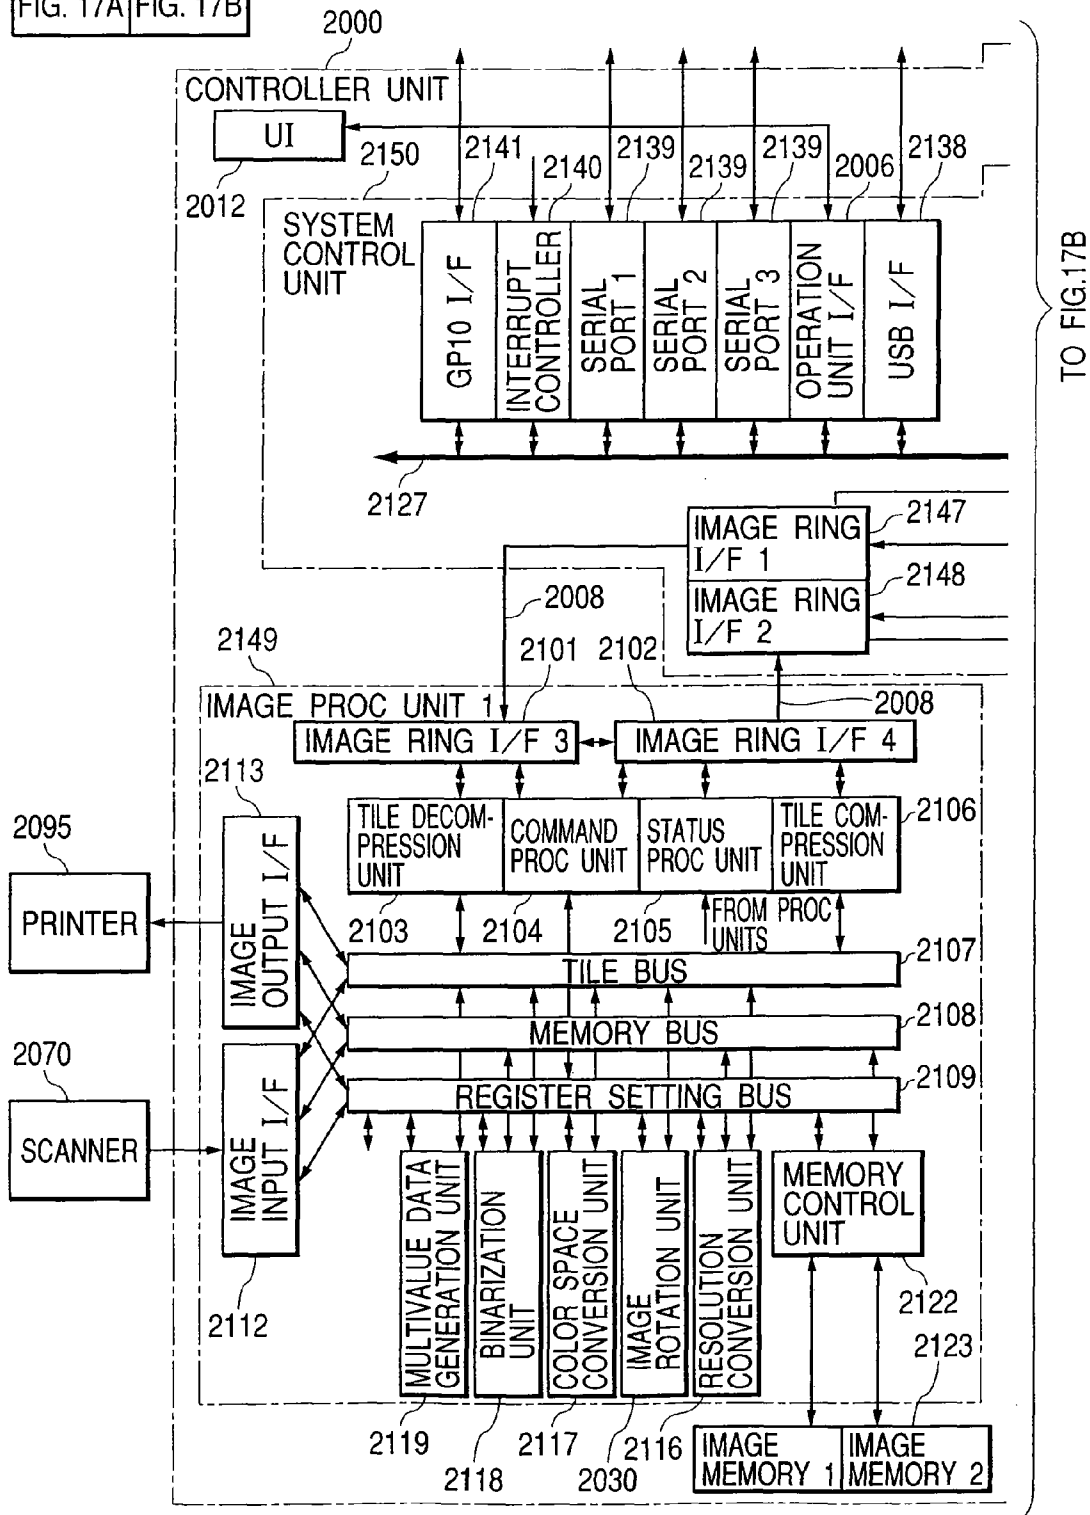 FIG. 17A FIG. 17B
2000
CONTROLLER UNIT
UI
2012
2150
2141
2140
2139
2139
2139
2006
2138
SYSTEM
CONTROL
UNIT
GP10 I/F
INTERRUPT
CONTROLLER
SERIAL
PORT 1
SERIAL
PORT 2
SERIAL
PORT 3
OPERATION
UNIT I/F
USB I/F
TO FIG.17B
2127
IMAGE RING
I/F 1
2147
IMAGE RING
I/F 2
2148
2008
2149
2101
2102
2008
IMAGE PROC UNIT 1
IMAGE RING I/F 3
IMAGE RING I/F 4
2113
TILE DECOM-
PRESSION
UNIT
COMMAND
PROC UNIT
STATUS
PROC UNIT
TILE COM-
PRESSION
UNIT
2106
2095
PRINTER
IMAGE
OUTPUT I/F
2103
2104
2105
FROM PROC
UNITS
2107
TILE BUS
MEMORY BUS
2108
REGISTER SETTING BUS
2109
2070
SCANNER
IMAGE
INPUT I/F
2112
MULTIVALUE DATA
GENERATION UNIT
BINARIZATION
UNIT
COLOR SPACE
CONVERSION UNIT
IMAGE
ROTATION UNIT
RESOLUTION
CONVERSION UNIT
MEMORY
CONTROL
UNIT
2122
2123
2119
2118
2117
2030
2116
IMAGE
MEMORY 1
IMAGE
MEMORY 2